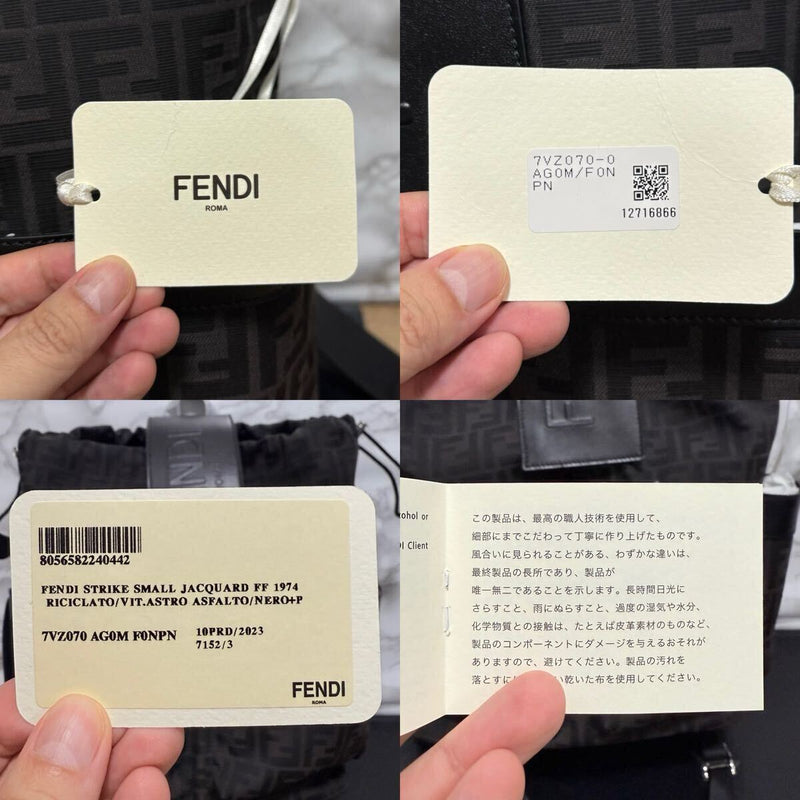 FENDI
ROMA
7VZ070-0
AG0M/F0N
PN
12716866
8056582240442
FENDI STRIKE SMALL JACQUARD FF 1974
RICICLATO/VIT.ASTRO ASFALTO/NERO+P
7VZ070 AG0M F0NPN
10PRD/2023
7152/3
FENDI
ROMA
or
Client
この製品は、最高の職人技術を使用して、
細部にまでこだわって丁寧に作り上げたものです。
風合いに見られることがある、わずかな違いは、
最終製品の長所であり、製品が
唯一無二であることを示します。長時間日光に
さらすこと、雨にぬらすこと、過度の湿気や水分、
化学物質との接触は、たとえば皮革素材のものなど、
製品のコンポーネントにダメージを与えるおそれが
ありますので、避けてください。製品の汚れを
落とすに い乾いた布を使用してください。